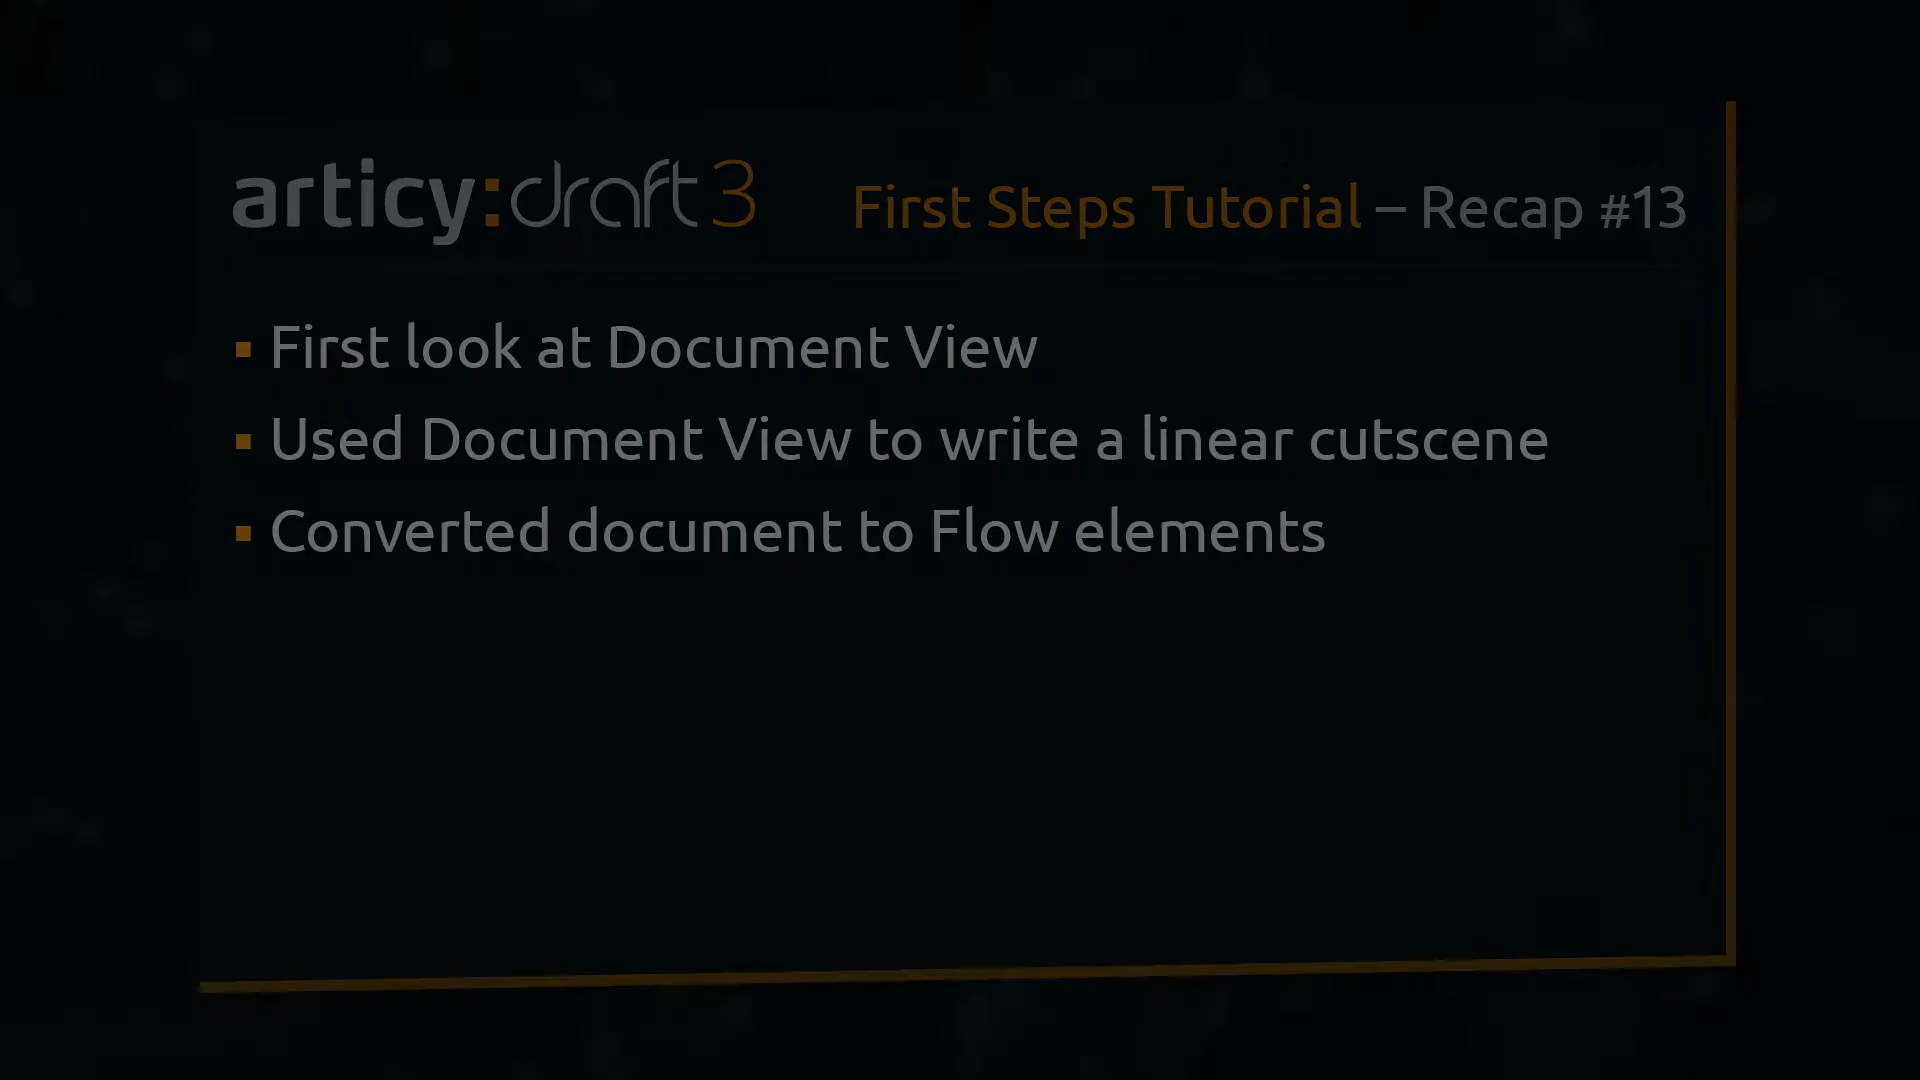 articy:draft 3 First Steps Tutorial – Recap #13
First look at Document View
Used Document View to write a linear cutscene
Converted document to Flow elements